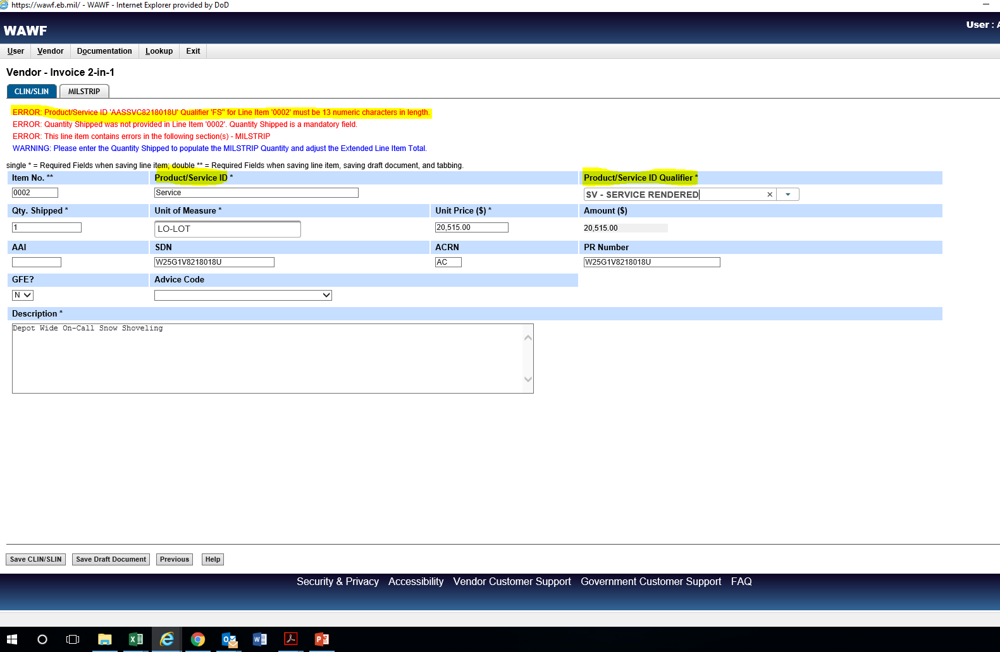 https://wawf.eb.mil/ - WAWF - Internet Explorer provided by DoD
WAWF
User :
User Vendor Documentation Lookup Exit
Vendor - Invoice 2-in-1
CLIN/SLIN MILSTRIP
ERROR: Product/Service ID 'AASSVC8218018U' Qualifier 'FS" for Line Item '0002' must be 13 numeric characters in length.
ERROR: Quantity Shipped was not provided in Line Item '0002'. Quantity Shipped is a mandatory field.
ERROR: This line item contains errors in the following section(s) - MILSTRIP
WARNING: Please enter the Quantity Shipped to populate the MILSTRIP Quantity and adjust the Extended Line Item Total.
single * = Required Fields when saving line item; double ** = Required Fields when saving line item, saving draft document, and tabbing.
Item No. ** Product/Service ID * Product/Service ID Qualifier *
0002 Service SV - SERVICE RENDERED
Qty. Shipped * Unit of Measure * Unit Price ($) * Amount ($)
1 LO-LOT 20,515.00 20,515.00
AAI SDN ACRN PR Number
W25G1V8218018U AC W25G1V8218018U
GFE? Advice Code
N
Description *
Depot Wide On-Call Snow Shoveling
Save CLIN/SLIN Save Draft Document Previous Help
Security & Privacy Accessibility Vendor Customer Support Government Customer Support FAQ